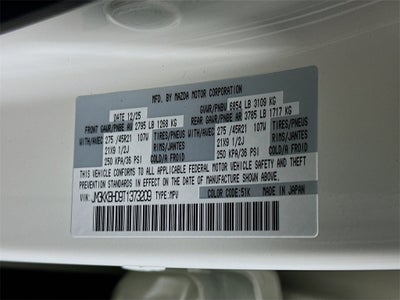 MFD. BY MAZDA MOTOR CORPORATION
DATE 12/25 GVWR/PNBV 6854 LB 3109 KG
FRONT GAWR/PNBE AV 2795 LB 1268 KG REAR GAWR/PNBE AR 3785 LB 1717 KG
WITH/AVEC 275 /45R21 107W TIRES/PNEUS WITH/AVEC 275 /45R21 107W TIRES/PNEUS
21X9 1/2J RIMS/JANTES 21X9 1/2J RIMS/JANTES
250 KPA/36 PSI COLD/A FROID 250 KPA/36 PSI COLD/A FROID
THIS VEHICLE CONFORMS TO ALL APPLICABLE FEDERAL MOTOR VEHICLE SAFETY AND THEFT
PREVENTION STANDARDS IN EFFECT ON THE DATE OF MANUFACTURE SHOWN ABOVE.
VIN: JM3KKBHD9T1373209 TYPE:MPV
COLOR CODE:51K MADE IN JAPAN